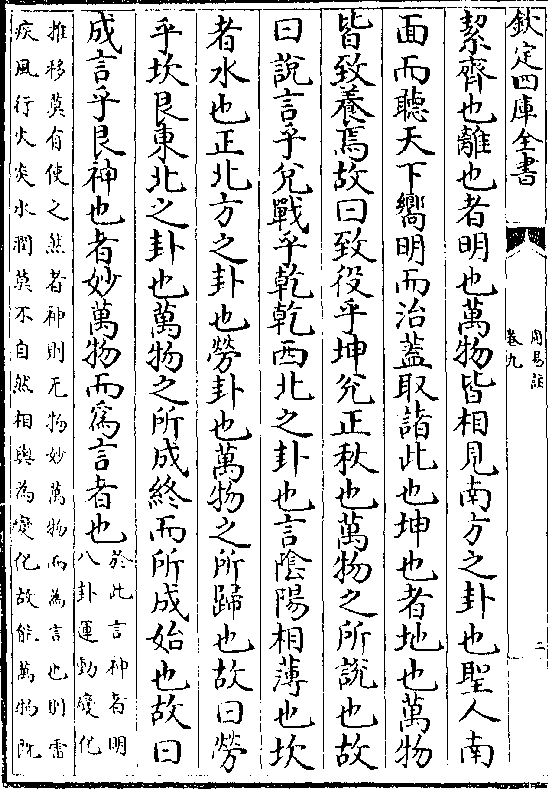 欽定四庫全書
周易註
卷九
二
絜齊也離也者明也萬物皆相見南方之卦也聖人南
面而聽天下嚮明而治蓋取諸此也坤也者地也萬物
皆致養焉故曰致役乎坤兊正秋也萬物之所說也故
曰說言乎兊戰乎乾乾西北之卦也言陰陽相薄也坎
者水也正北方之卦也勞卦也萬物之所歸也故曰勞
乎坎艮東北之卦也萬物之所成終而所成始也故曰
成言乎艮神也者妙萬物而為言者也
於此言神者明
八卦運動變化
推移莫有使之然者神則无物妙萬物而為言也則雷
疾風行火炎水潤莫不自然相與為變化故能萬物既